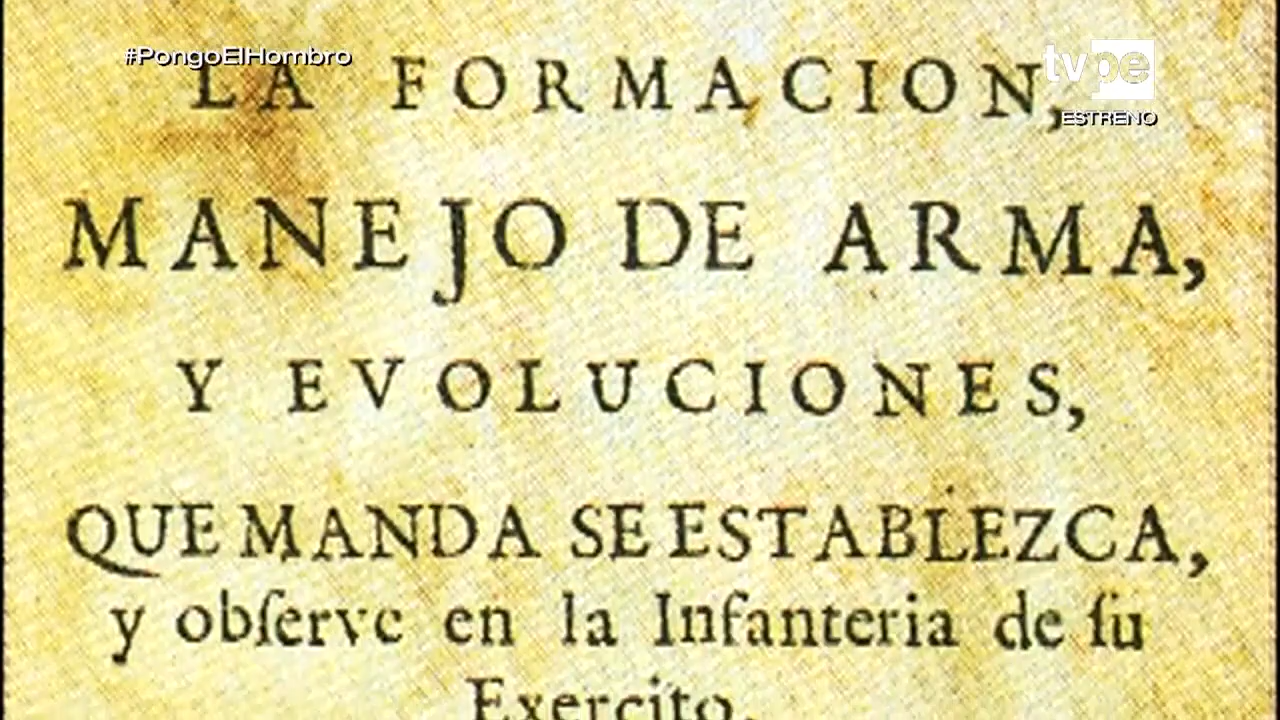 #PongoElHombro
tvpe
ESTRENO
LA FORMACION,
MANEJO DE ARMA,
Y EVOLUCIONES,
QUE MANDA SE ESTABLEZCA,
y obſerve en la Infanteria de ſu
Exercito.